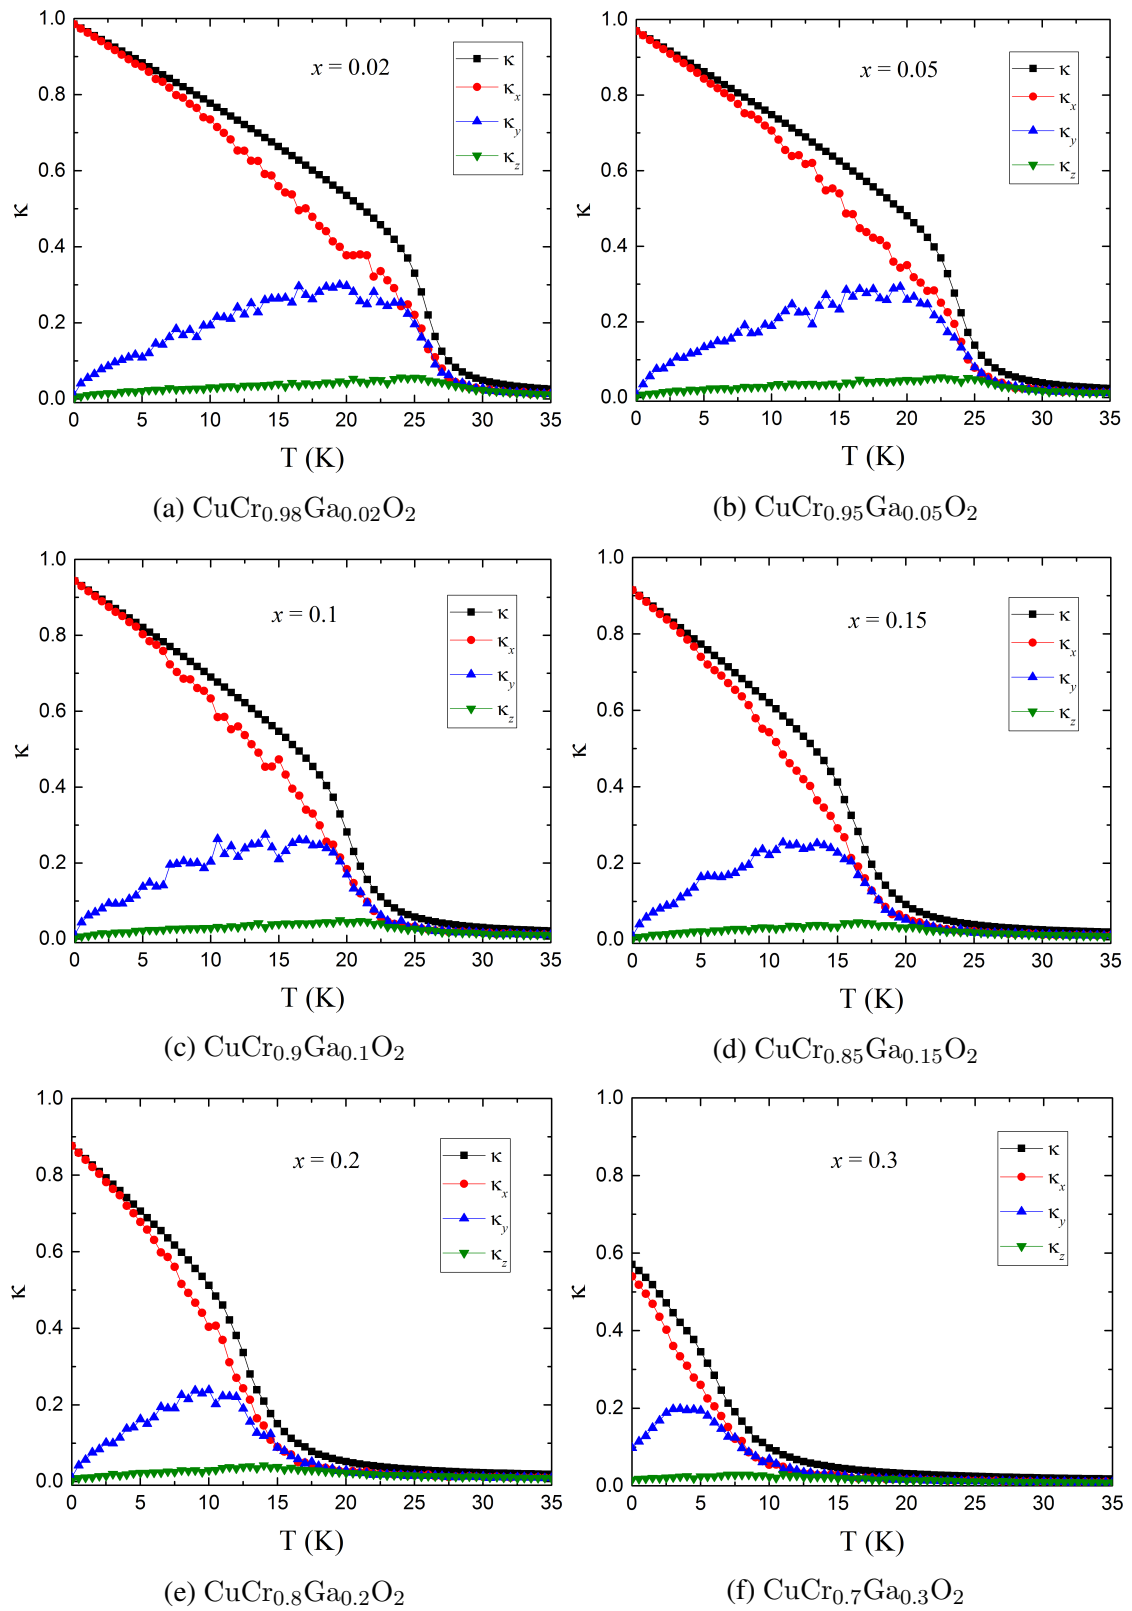 1.0
0.8
0.6
0.4
0.2
0.0
κ
x = 0.02
κ
κx
κy
κz
0 5 10 15 20 25 30 35
T (K)
(a) CuCr0.98Ga0.02O2
1.0
0.8
0.6
0.4
0.2
0.0
κ
x = 0.05
κ
κx
κy
κz
0 5 10 15 20 25 30 35
T (K)
(b) CuCr0.95Ga0.05O2
1.0
0.8
0.6
0.4
0.2
0.0
κ
x = 0.1
κ
κx
κy
κz
0 5 10 15 20 25 30 35
T (K)
(c) CuCr0.9Ga0.1O2
1.0
0.8
0.6
0.4
0.2
0.0
κ
x = 0.15
κ
κx
κy
κz
0 5 10 15 20 25 30 35
T (K)
(d) CuCr0.85Ga0.15O2
1.0
0.8
0.6
0.4
0.2
0.0
κ
x = 0.2
κ
κx
κy
κz
0 5 10 15 20 25 30 35
T (K)
(e) CuCr0.8Ga0.2O2
1.0
0.8
0.6
0.4
0.2
0.0
κ
x = 0.3
κ
κx
κy
κz
0 5 10 15 20 25 30 35
T (K)
(f) CuCr0.7Ga0.3O2